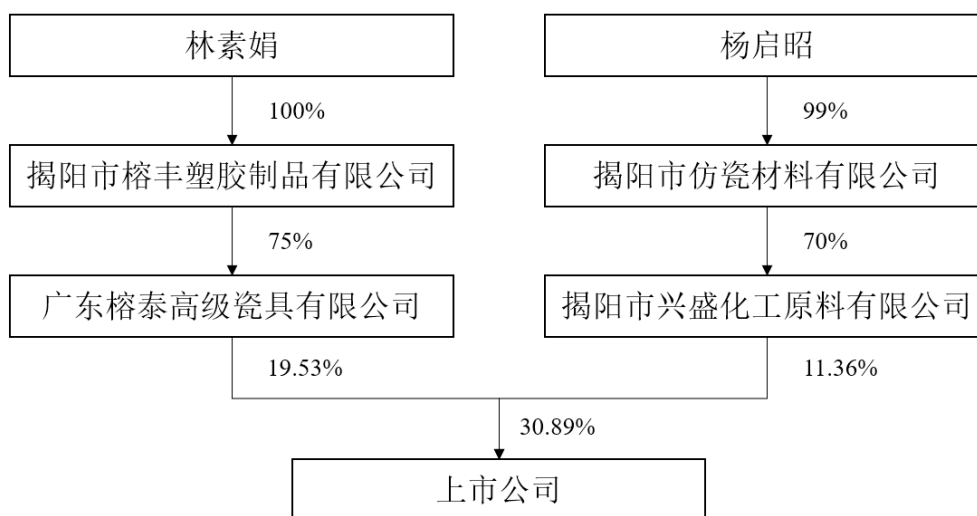 林素娟 杨启昭
100% 99%
揭阳市榕丰塑胶制品有限公司 揭阳市仿瓷材料有限公司
75% 70%
广东榕泰高级瓷具有限公司 揭阳市兴盛化工原料有限公司
19.53% 11.36%
30.89%
上市公司